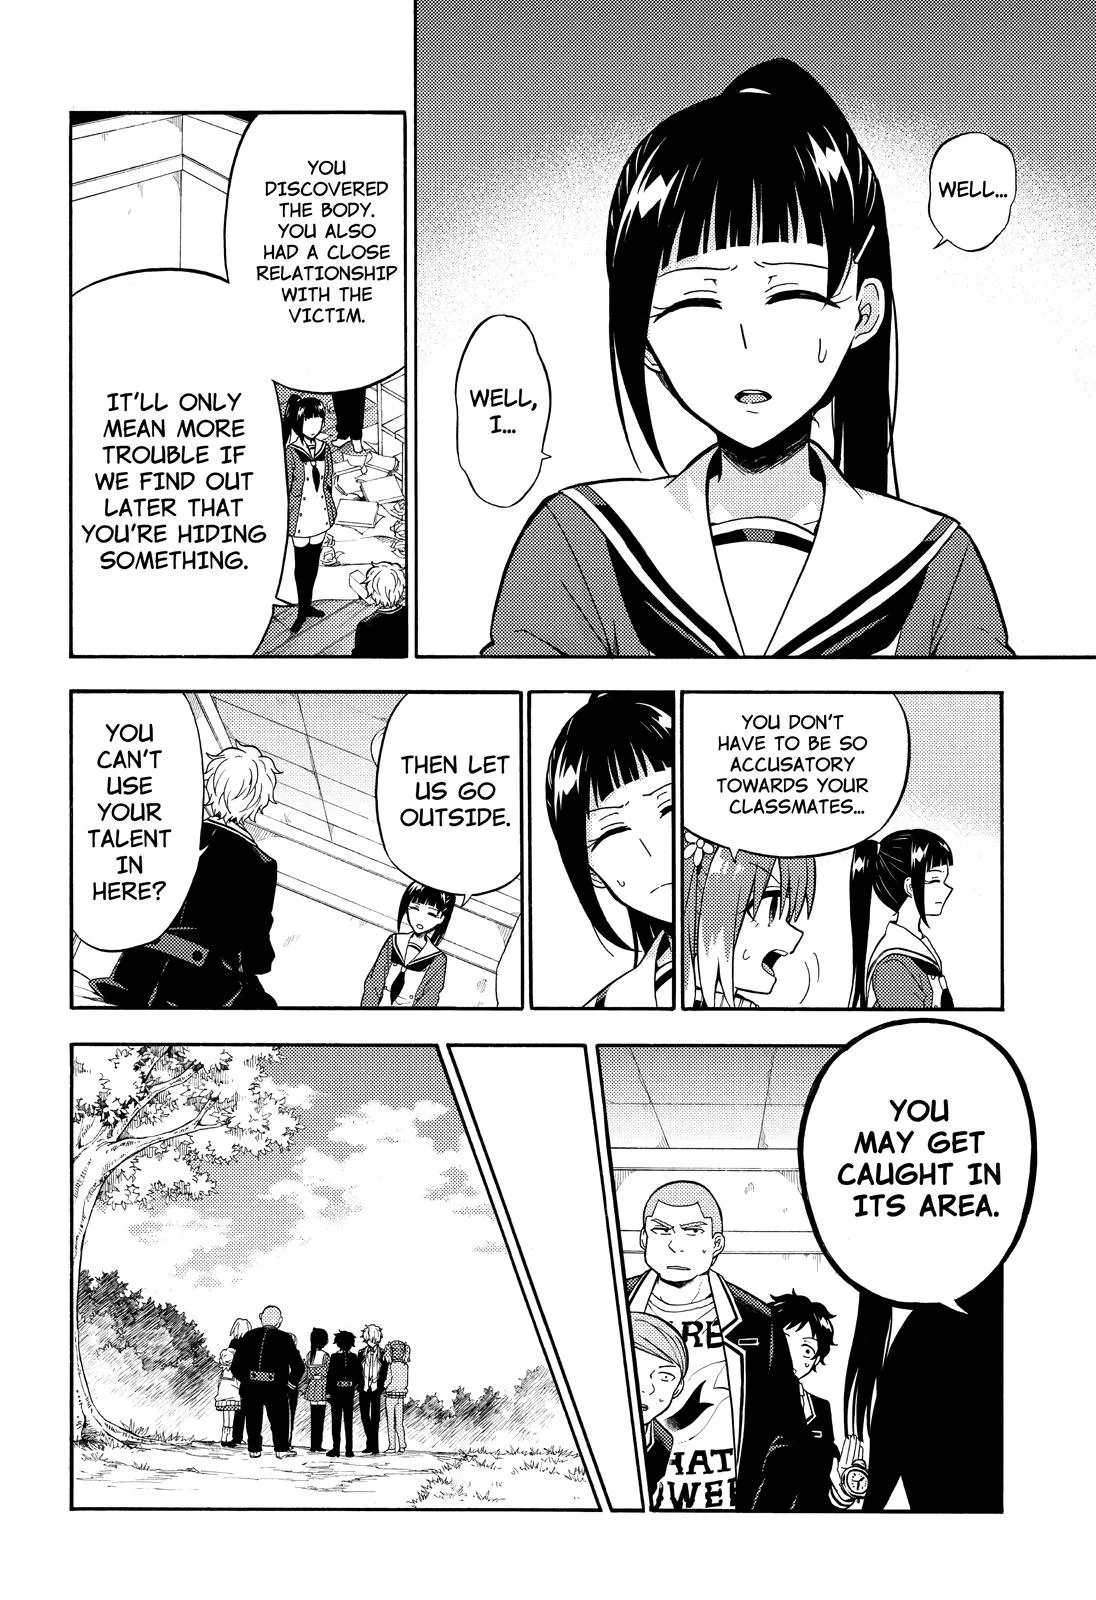 WELL...
WELL,
I...
YOU
DISCOVERED
THE BODY.
YOU ALSO
HAD A CLOSE
RELATIONSHIP
WITH THE
VICTIM.
IT'LL ONLY
MEAN MORE
TROUBLE IF
WE FIND OUT
LATER THAT
YOU'RE HIDING
SOMETHING.
YOU DON'T
HAVE TO BE SO
ACCUSATORY
TOWARDS YOUR
CLASSMATES...
THEN LET
US GO
OUTSIDE.
YOU
CAN'T
USE
YOUR
TALENT
IN
HERE?
YOU
MAY GET
CAUGHT IN
ITS AREA.
ARE
HAT
OWE